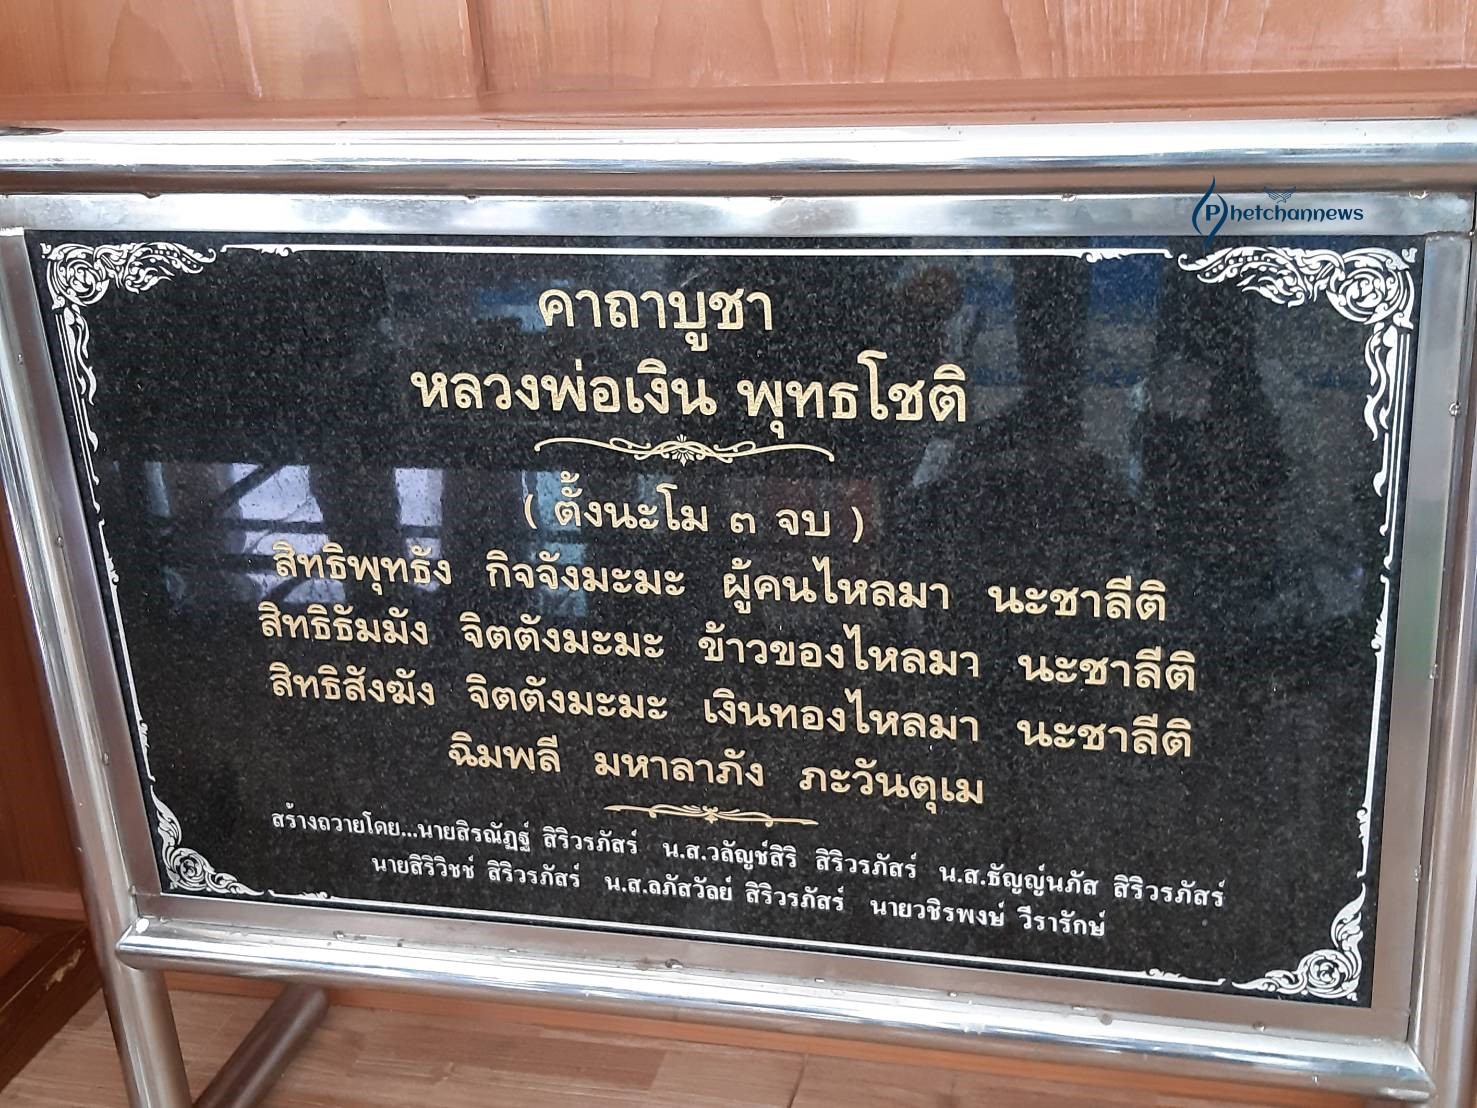 Phetchannews
คาถาบูชา
หลวงพ่อเงิน พุทธโชติ
( ตั้งนะโม ๓ จบ )
สิทธิพุทธัง กิจจังมะมะ ผู้คนไหลมา นะชาลีติ
สิทธิธัมมัง จิตตังมะมะ ข้าวของไหลมา นะชาลีติ
สิทธิสังฆัง จิตตังมะมะ เงินทองไหลมา นะชาลีติ
ฉิมพลี มหาลาภัง ภะวันตุเม
สร้างถวายโดย...นายสิรณัฏฐ์ สิริวรภัสร์ น.ส.วลัญช์สิริ สิริวรภัสร์ น.ส.ธัญญ์นภัส สิริวรภัสร์
นายสิริวิชช์ สิริวรภัสร์ น.ส.ลภัสวัลย์ สิริวรภัสร์ นายวชิรพงษ์ วีรารักษ์